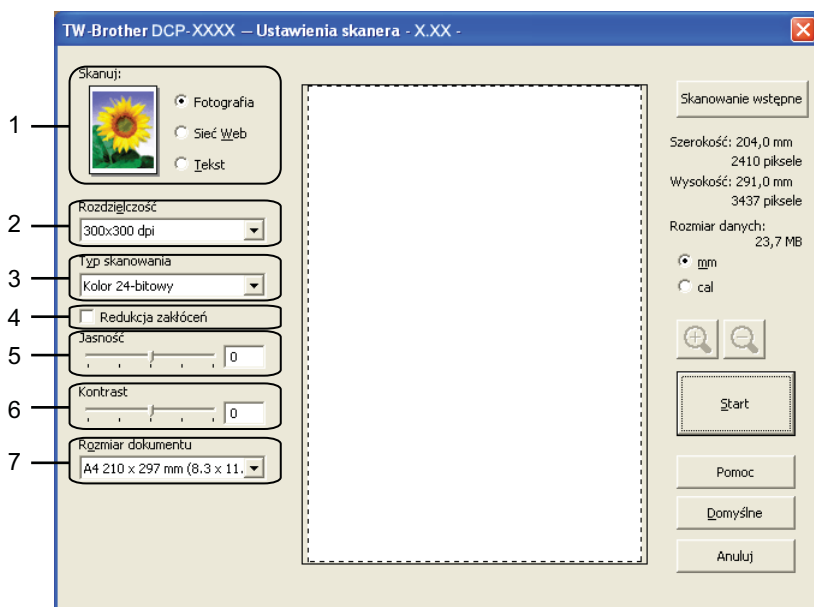 TW-Brother DCP-XXXX – Ustawienia skanera - X.XX -
1
Skanuj:
Fotografia
Sieć Web
Tekst
2
Rozdzielczość
300x300 dpi
3
Typ skanowania
Kolor 24-bitowy
4
Redukcja zakłóceń
5
Jasność
0
6
Kontrast
0
7
Rozmiar dokumentu
A4 210 x 297 mm (8.3 x 11.
Skanowanie wstępne
Szerokość: 204,0 mm
2410 piksele
Wysokość: 291,0 mm
3437 piksele
Rozmiar danych:
23,7 MB
mm
cal
Start
Pomoc
Domyślne
Anuluj